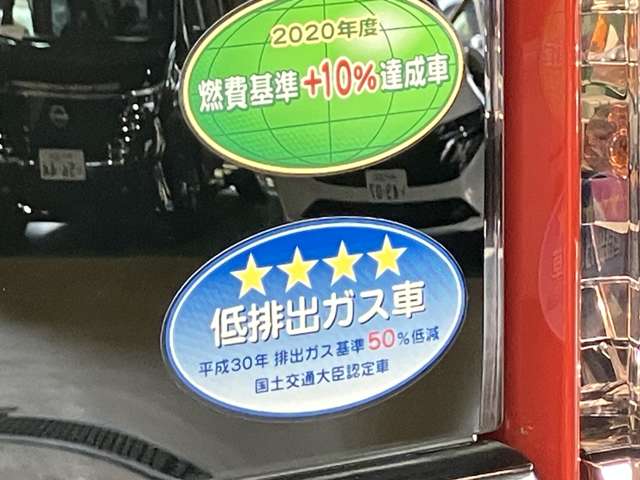 2020年度
燃費基準+10%達成車
低排出ガス車
平成30年 排出ガス基準50%低減
国土交通大臣認定車